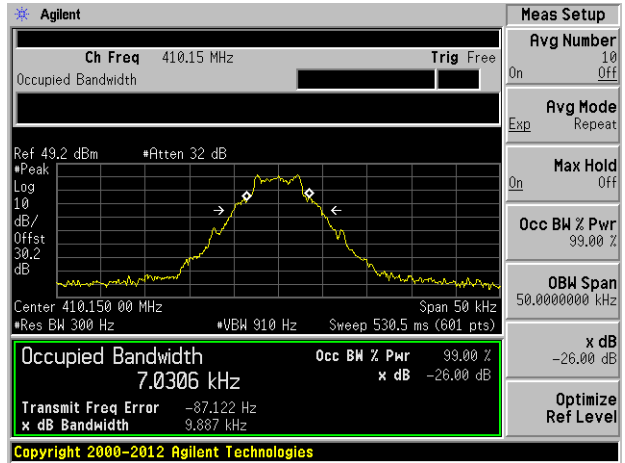 Agilent
Meas Setup
Ch Freq 410.15 MHz Trig Free
Occupied Bandwidth
Ref 49.2 dBm #Atten 32 dB
#Peak
Log
10
dB/
Offst
30.2
dB
Center 410.150 00 MHz Span 50 kHz
#Res BW 300 Hz #VBW 910 Hz Sweep 530.5 ms (601 pts)
Occupied Bandwidth Occ BW % Pwr 99.00 %
7.0306 kHz x dB -26.00 dB
Transmit Freq Error -87.122 Hz
x dB Bandwidth 9.887 kHz
Copyright 2000-2012 Agilent Technologies
Avg Number
10
On Off
Avg Mode
Exp Repeat
Max Hold
On Off
Occ BW % Pwr
99.00 %
OBW Span
50.0000000 kHz
x dB
-26.00 dB
Optimize
Ref Level